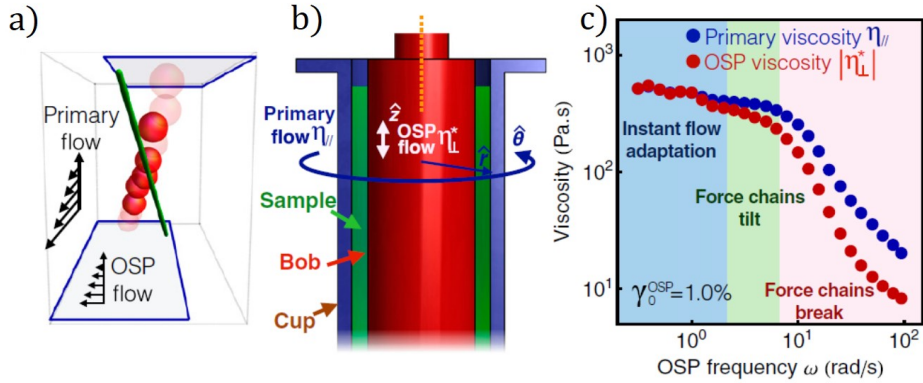 a)
Primary
flow
OSP
flow
b)
Primary
flow η//
ẑ
OSP
flow η*⊥
r̂
θ̂
Sample
Bob
Cup
c)
Primary viscosity η//
OSP viscosity |η*⊥|
10³
10²
10¹
Viscosity (Pa.s)
Instant flow
adaptation
Force chains
tilt
Force chains
break
γ₀ᴼˢᴾ=1.0%
10⁰ 10¹ 10²
OSP frequency ω (rad/s)